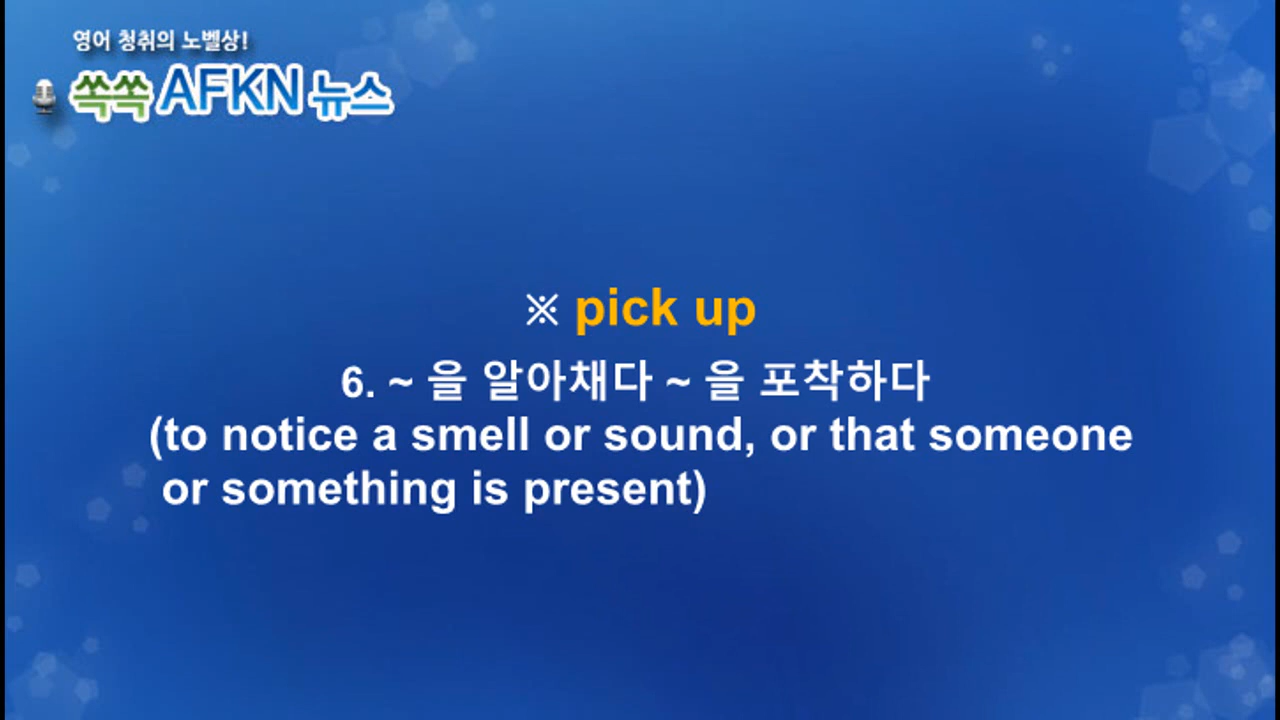 영어 청취의 노벨상!
쏙쏙 AFKN 뉴스
※ pick up
6. ~ 을 알아채다 ~ 을 포착하다
(to notice a smell or sound, or that someone
or something is present)